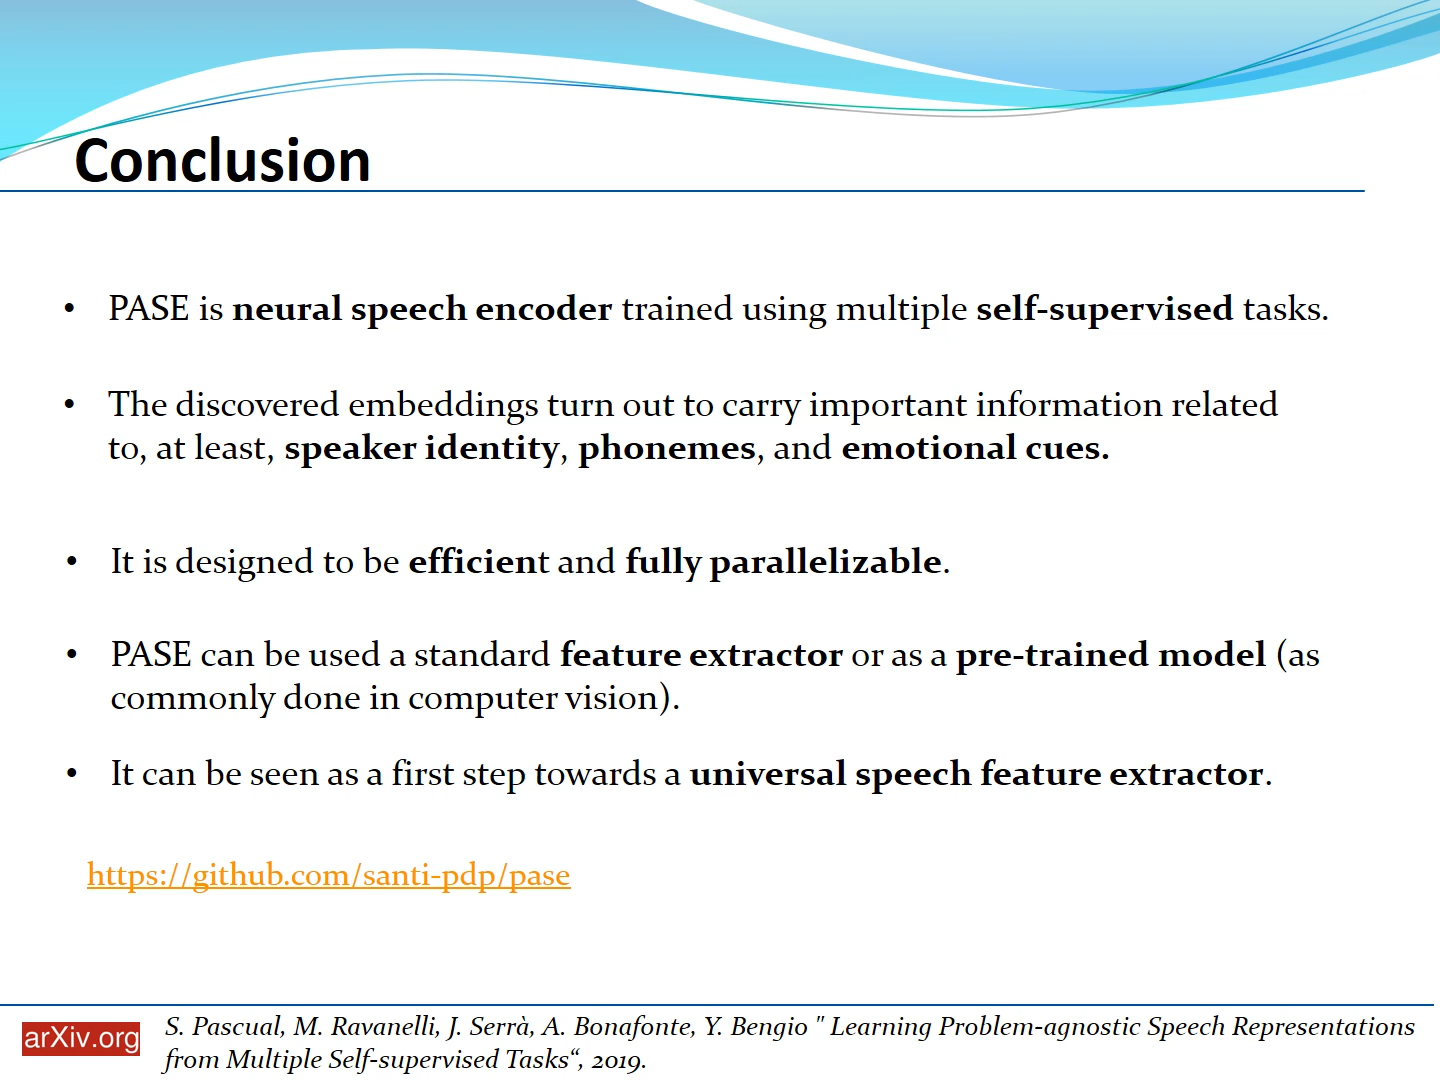 Conclusion
• PASE is neural speech encoder trained using multiple self-supervised tasks.
• The discovered embeddings turn out to carry important information related
to, at least, speaker identity, phonemes, and emotional cues.
• It is designed to be efficient and fully parallelizable.
• PASE can be used a standard feature extractor or as a pre-trained model (as
commonly done in computer vision).
• It can be seen as a first step towards a universal speech feature extractor.
https://github.com/santi-pdp/pase
arXiv.org
S. Pascual, M. Ravanelli, J. Serrà, A. Bonafonte, Y. Bengio " Learning Problem-agnostic Speech Representations
from Multiple Self-supervised Tasks“, 2019.